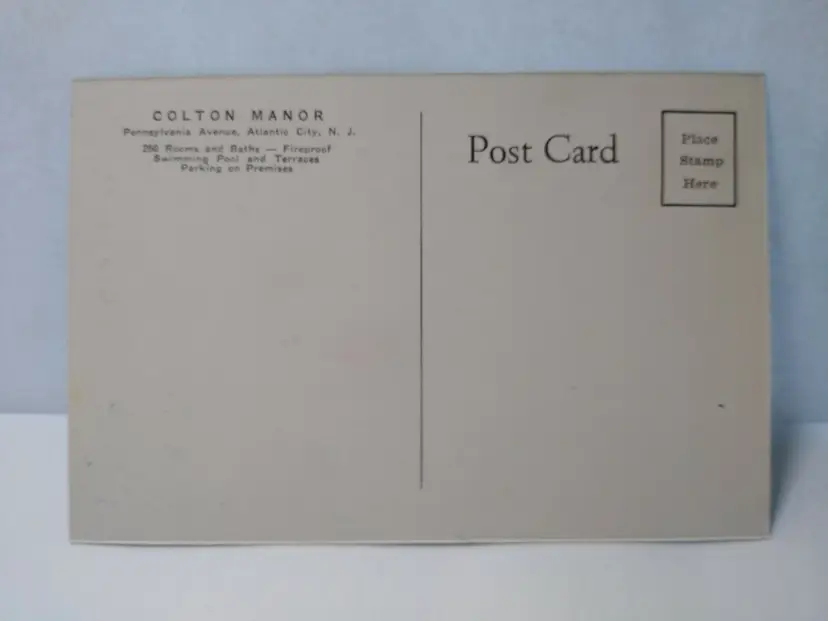 COLTON MANOR
Pennsylvania Avenue, Atlantic City, N. J.
250 Rooms and Baths — Fireproof
Swimming Pool and Terraces
Parking on Premises
Post Card
Place
Stamp
Here